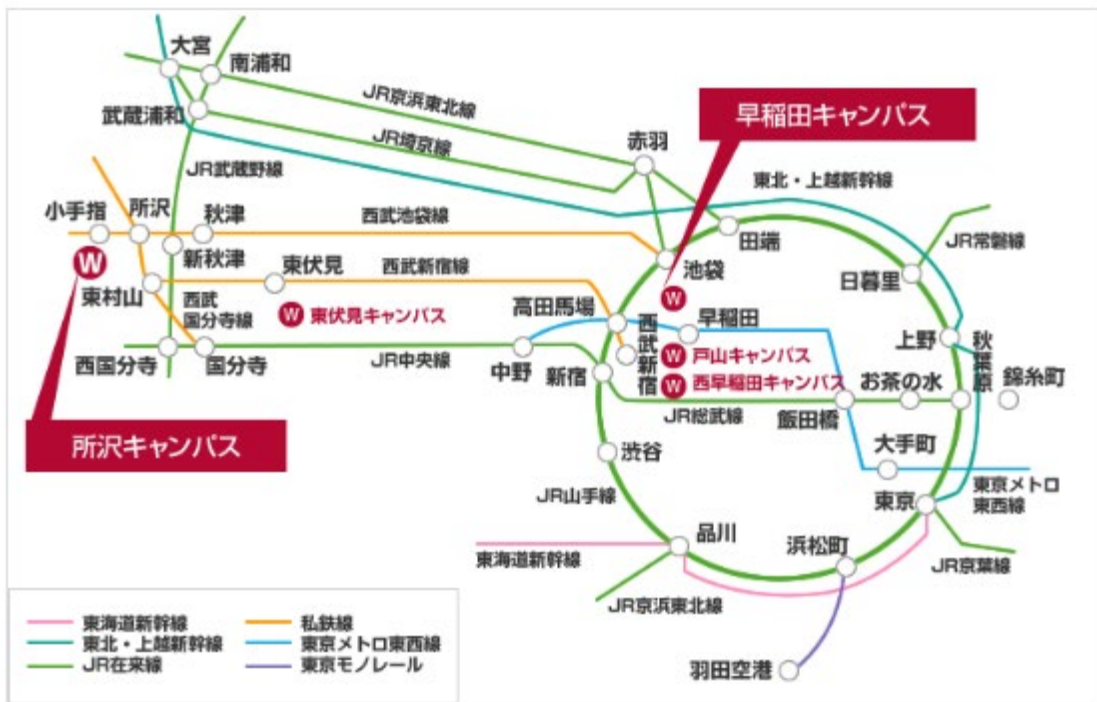 大宮
南浦和
武蔵浦和
JR京浜東北線
JR埼京線
赤羽
早稲田キャンパス
JR武蔵野線
東北・上越新幹線
小手指
所沢
秋津
西武池袋線
田端
JR常磐線
W
新秋津
東伏見
西武新宿線
池袋
日暮里
東村山
西武
国分寺線
W
東伏見キャンパス
高田馬場
W
早稲田
上野
秋葉原
西国分寺
国分寺
JR中央線
中野
新宿
西武新宿
W
戸山キャンパス
W
西早稲田キャンパス
お茶の水
錦糸町
JR総武線
飯田橋
所沢キャンパス
渋谷
大手町
JR山手線
東京
東京メトロ
東西線
東海道新幹線
品川
浜松町
JR京葉線
JR京浜東北線
羽田空港
東海道新幹線
私鉄線
東北・上越新幹線
東京メトロ東西線
JR在来線
東京モノレール